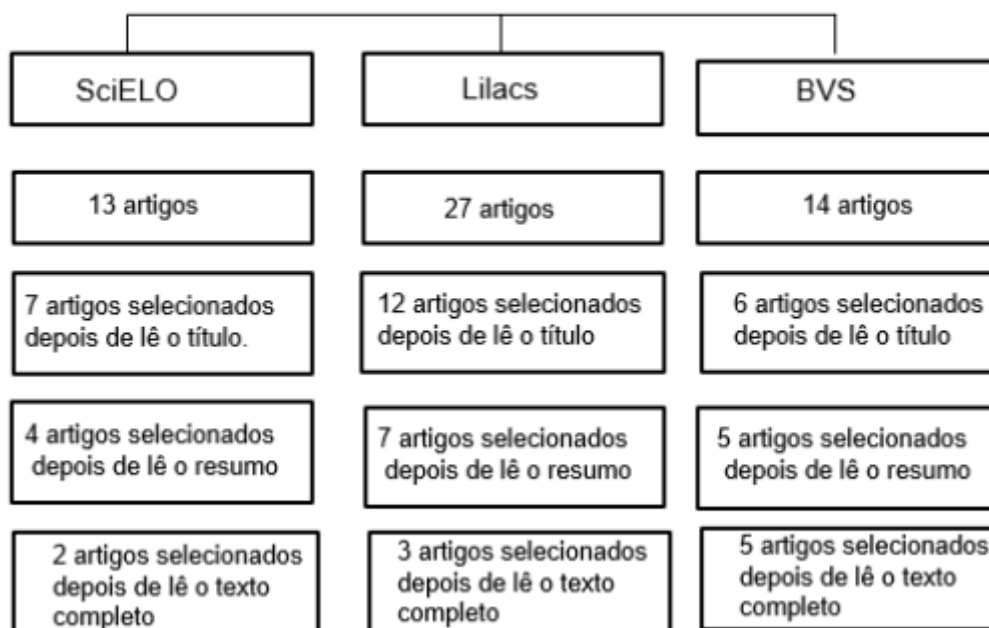 SciELO
Lilacs
BVS
13 artigos
27 artigos
14 artigos
7 artigos selecionados
depois de lê o título.
12 artigos selecionados
depois de lê o título
6 artigos selecionados
depois de lê o título
4 artigos selecionados
depois de lê o resumo
7 artigos selecionados
depois de lê o resumo
5 artigos selecionados
depois de lê o resumo
2 artigos selecionados
depois de lê o texto
completo
3 artigos selecionados
depois de lê o texto
completo
5 artigos selecionados
depois de lê o texto
completo